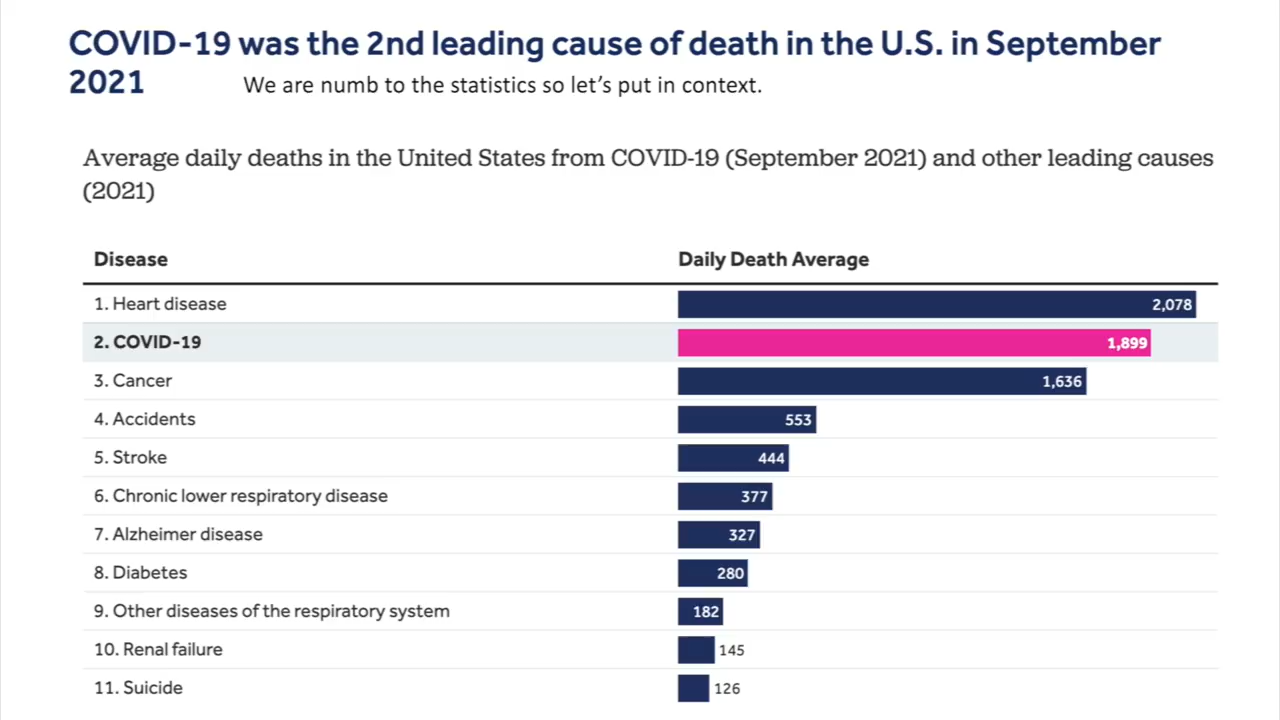 COVID-19 was the 2nd leading cause of death in the U.S. in September
2021 We are numb to the statistics so let’s put in context.
Average daily deaths in the United States from COVID-19 (September 2021) and other leading causes
(2021)
Disease Daily Death Average
1. Heart disease 2,078
2. COVID-19 1,899
3. Cancer 1,636
4. Accidents 553
5. Stroke 444
6. Chronic lower respiratory disease 377
7. Alzheimer disease 327
8. Diabetes 280
9. Other diseases of the respiratory system 182
10. Renal failure 145
11. Suicide 126